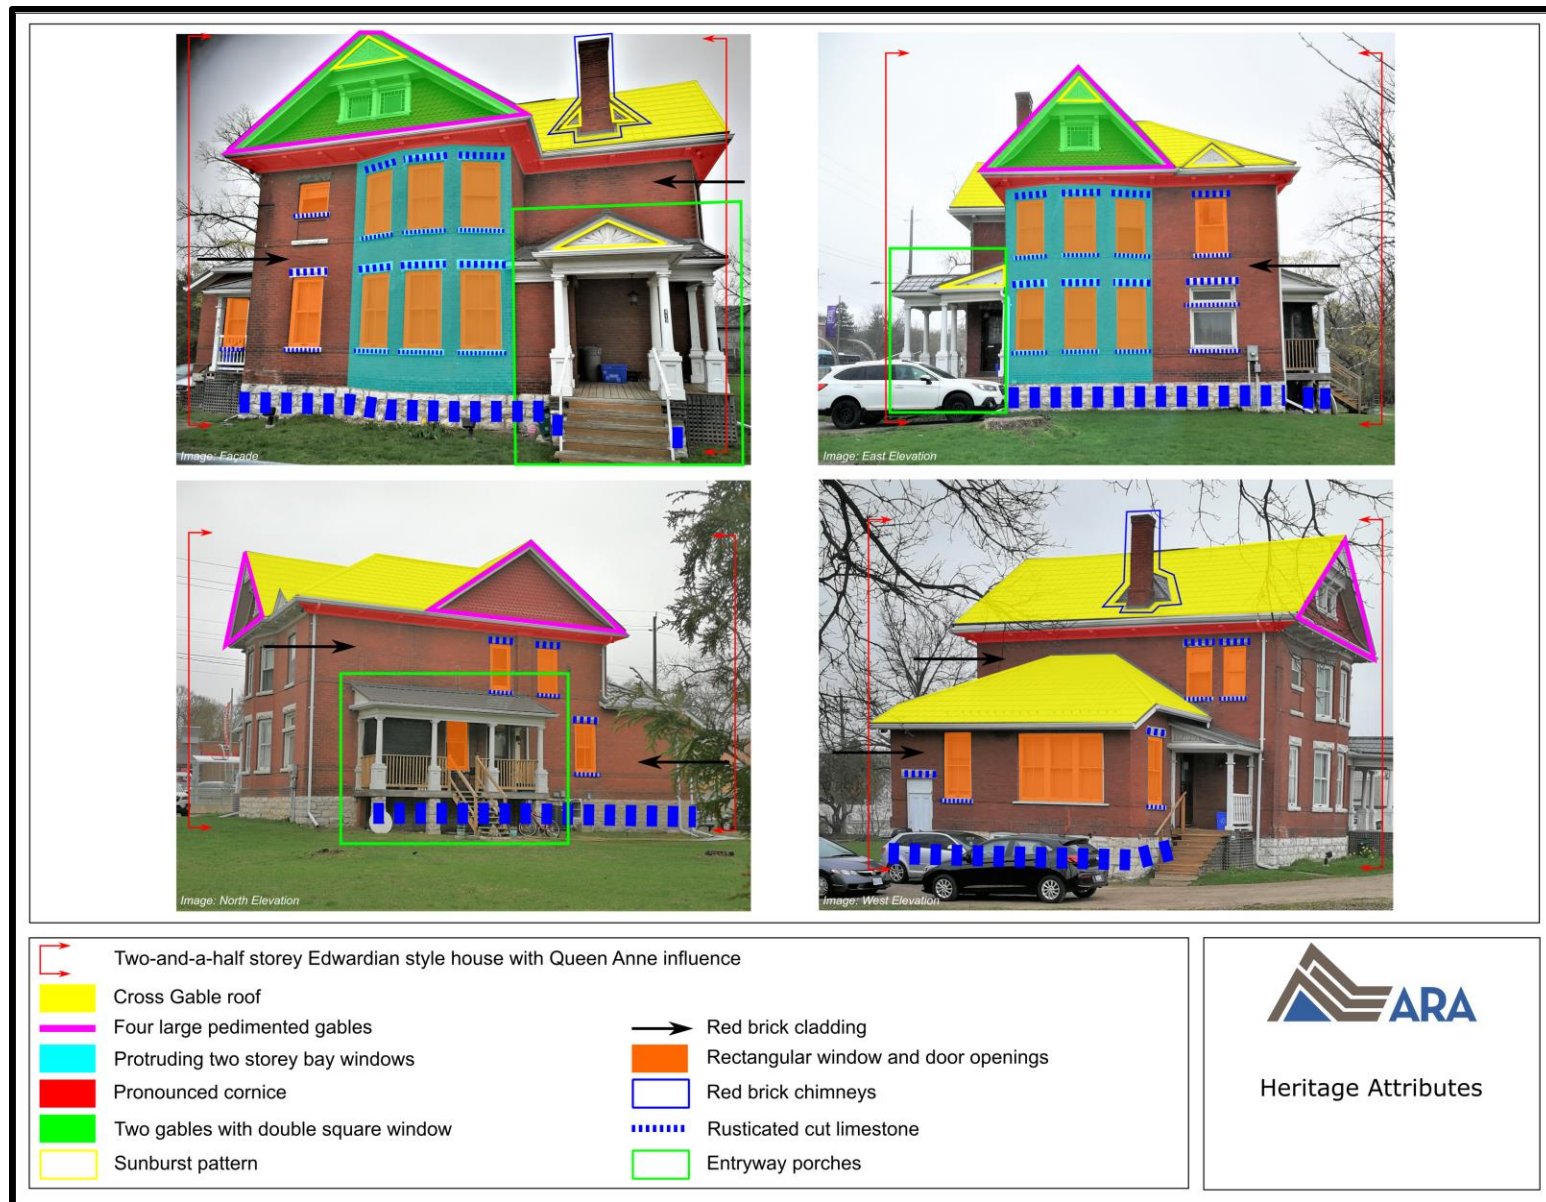 Image: Façade
Image: East Elevation
Image: North Elevation
Image: West Elevation
Two-and-a-half storey Edwardian style house with Queen Anne influence
Cross Gable roof
Four large pedimented gables
Protruding two storey bay windows
Pronounced cornice
Two gables with double square window
Sunburst pattern
Red brick cladding
Rectangular window and door openings
Red brick chimneys
Rusticated cut limestone
Entryway porches
ARA
Heritage Attributes